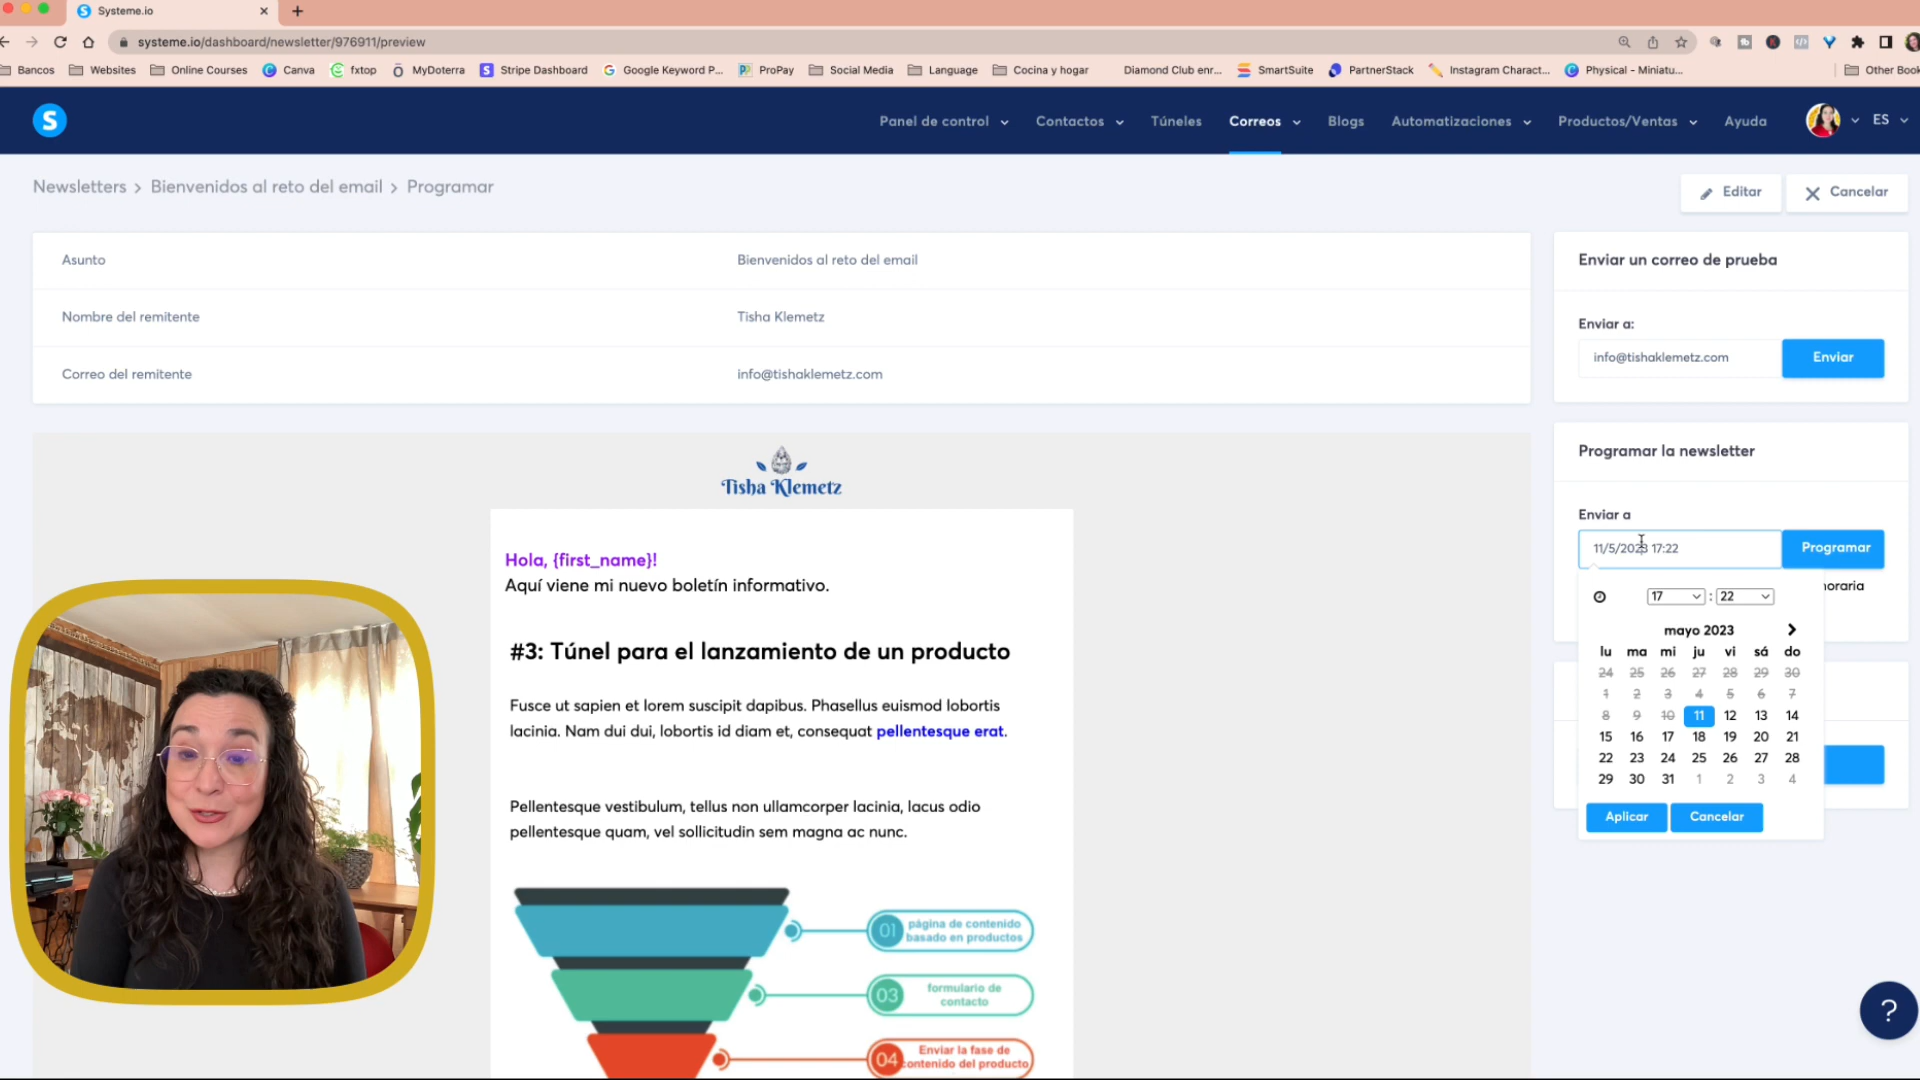 Systeme.io
systeme.io/dashboard/newsletter/976911/preview
Bancos
Websites
Online Courses
Canva
fxtop
MyDoterra
Stripe Dashboard
Google Keyword P...
ProPay
Social Media
Language
Cocina y hogar
Diamond Club enr...
SmartSuite
PartnerStack
Instagram Charact...
Physical - Miniatu...
Other Book
S
Panel de control
Contactos
Túneles
Correos
Blogs
Automatizaciones
Productos/Ventas
Ayuda
ES
Newsletters > Bienvenidos al reto del email > Programar
Editar
Cancelar
Asunto
Bienvenidos al reto del email
Nombre del remitente
Tisha Klemetz
Correo del remitente
info@tishaklemetz.com
Enviar un correo de prueba
Enviar a:
info@tishaklemetz.com
Enviar
Programar la newsletter
Enviar a
11/5/2023 17:22
Programar
horaria
17 : 22
mayo 2023
lu ma mi ju vi sá do
24 25 26 27 28 29 30
1 2 3 4 5 6 7
8 9 10 11 12 13 14
15 16 17 18 19 20 21
22 23 24 25 26 27 28
29 30 31 1 2 3 4
Aplicar
Cancelar
Tisha Klemetz
Hola, {first_name}!
Aquí viene mi nuevo boletín informativo.
#3: Túnel para el lanzamiento de un producto
Fusce ut sapien et lorem suscipit dapibus. Phasellus euismod lobortis
lacinia. Nam dui dui, lobortis id diam et, consequat pellentesque erat.
Pellentesque vestibulum, tellus non ullamcorper lacinia, lacus odio
pellentesque quam, vel sollicitudin sem magna ac nunc.
01
página de contenido
basado en productos
03
formulario de
contacto
04
Enviar la fase de
contenido del producto
?